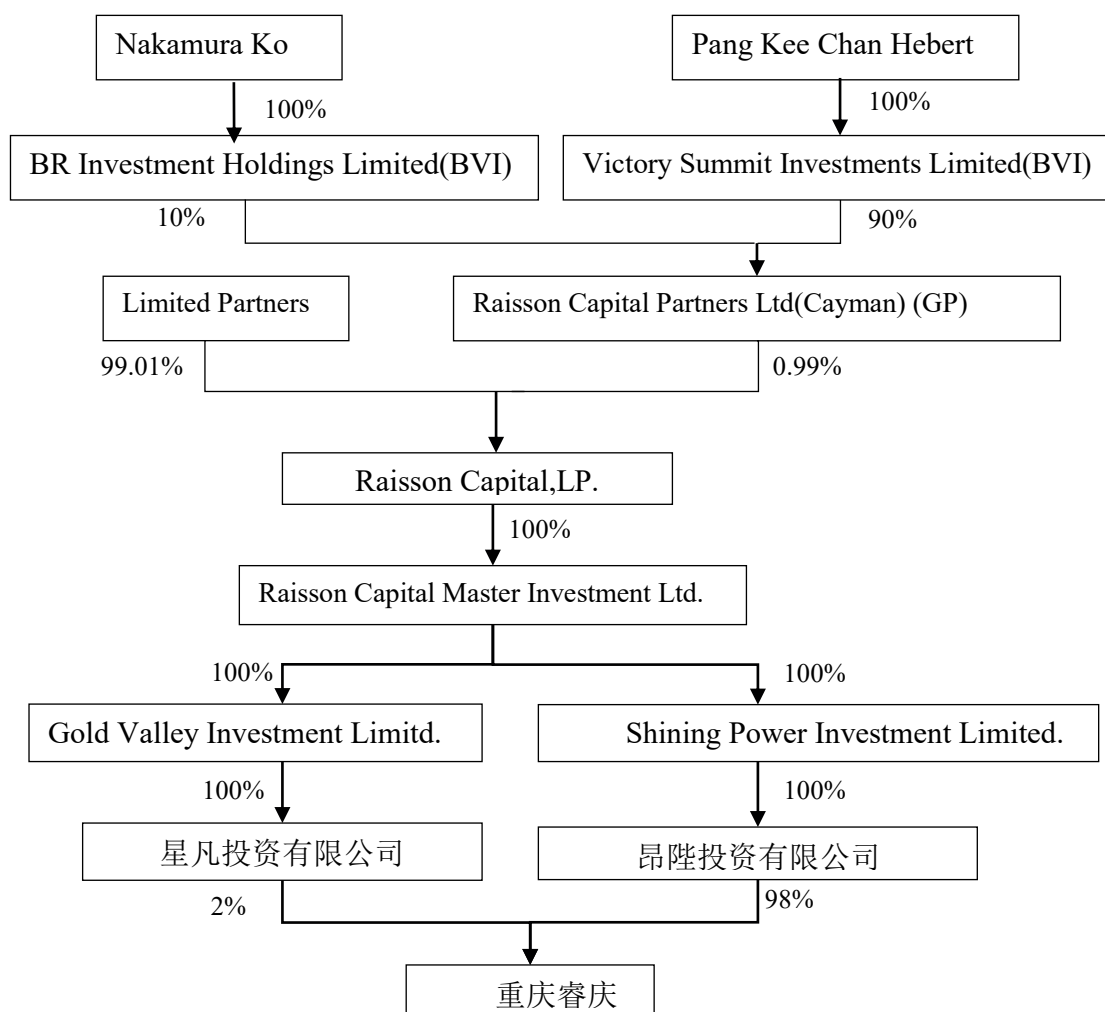 Nakamura Ko
Pang Kee Chan Hebert
100%
100%
BR Investment Holdings Limited(BVI)
Victory Summit Investments Limited(BVI)
10%
90%
Limited Partners
Raisson Capital Partners Ltd(Cayman) (GP)
99.01%
0.99%
Raisson Capital,LP.
100%
Raisson Capital Master Investment Ltd.
100%
100%
Gold Valley Investment Limitd.
Shining Power Investment Limited.
100%
100%
星凡投资有限公司
昂陛投资有限公司
2%
98%
重庆睿庆